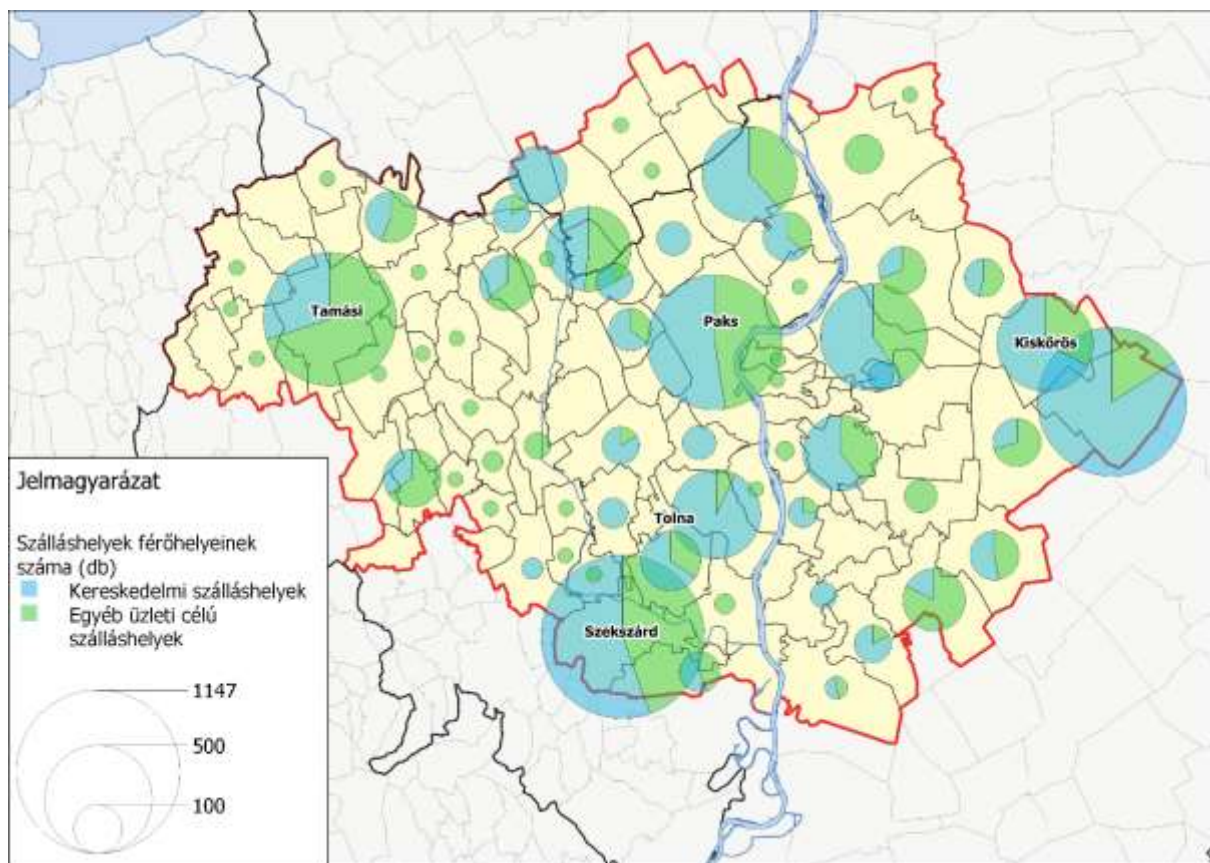 Tamási
Paks
Kiskőrös
Tolna
Szekszárd
Jelmagyarázat
Szálláshelyek férőhelyeinek
száma (db)
Kereskedelmi szálláshelyek
Egyéb üzleti célú
szálláshelyek
1147
500
100